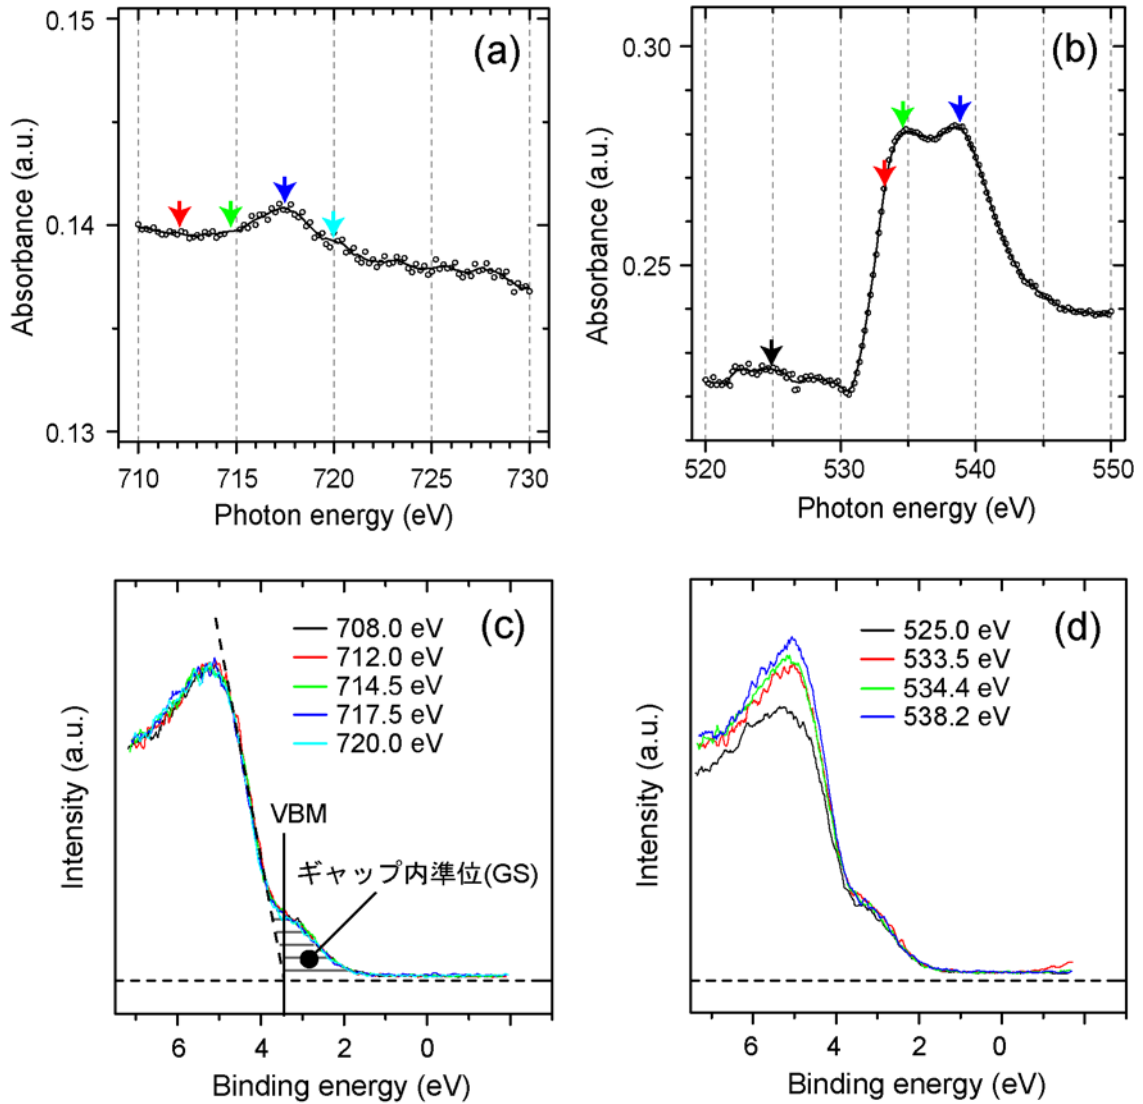 (a)
0.15
0.14
0.13
Absorbance (a.u.)
710 715 720 725 730
Photon energy (eV)
(b)
0.30
0.25
Absorbance (a.u.)
520 530 540 550
Photon energy (eV)
(c)
708.0 eV
712.0 eV
714.5 eV
717.5 eV
720.0 eV
VBM
ギャップ内準位(GS)
Intensity (a.u.)
6 4 2 0
Binding energy (eV)
(d)
525.0 eV
533.5 eV
534.4 eV
538.2 eV
Intensity (a.u.)
6 4 2 0
Binding energy (eV)